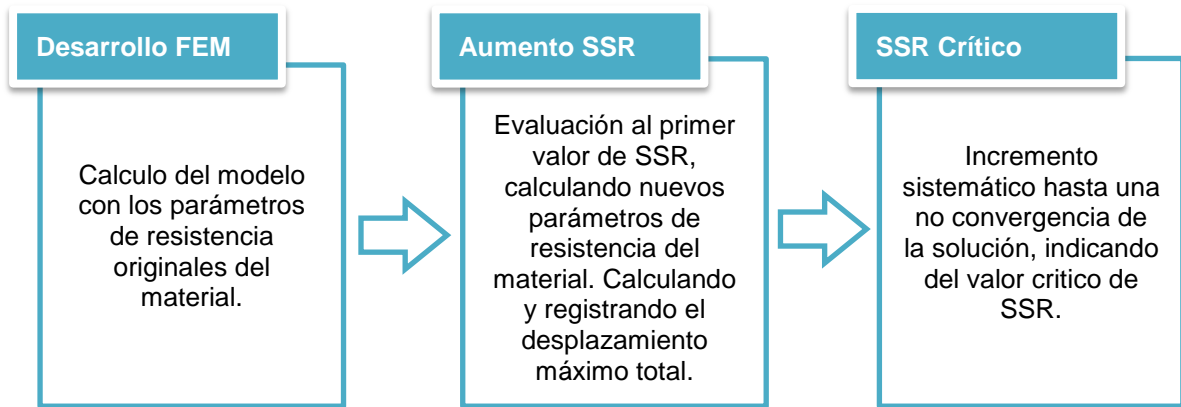 Desarrollo FEM
Calculo del modelo
con los parámetros
de resistencia
originales del
material.
Aumento SSR
Evaluación al primer
valor de SSR,
calculando nuevos
parámetros de
resistencia del
material. Calculando
y registrando el
desplazamiento
máximo total.
SSR Crítico
Incremento
sistemático hasta una
no convergencia de
la solución, indicando
del valor critico de
SSR.